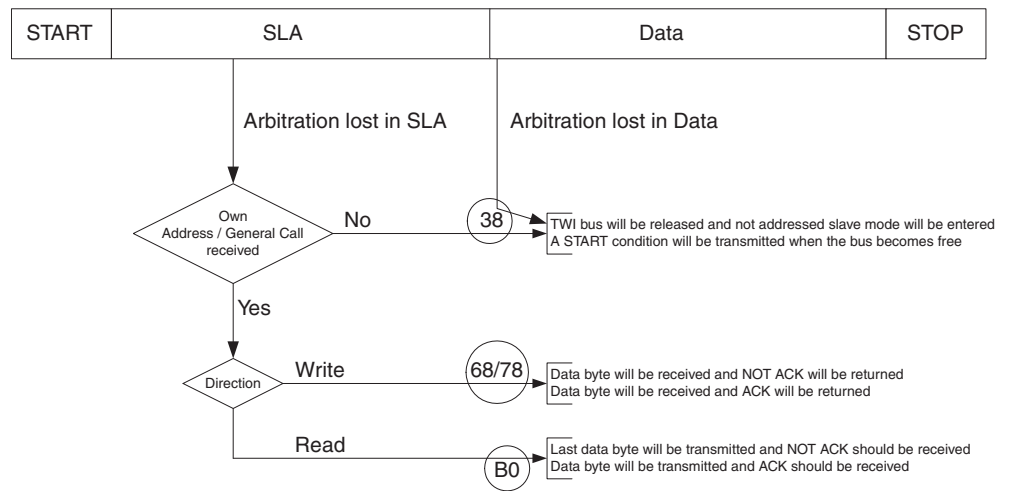 START SLA Data STOP
Arbitration lost in SLA Arbitration lost in Data
Own
Address / General Call
received
No
38
TWI bus will be released and not addressed slave mode will be entered
A START condition will be transmitted when the bus becomes free
Yes
Direction
Write
68/78
Data byte will be received and NOT ACK will be returned
Data byte will be received and ACK will be returned
Read
B0
Last data byte will be transmitted and NOT ACK should be received
Data byte will be transmitted and ACK should be received